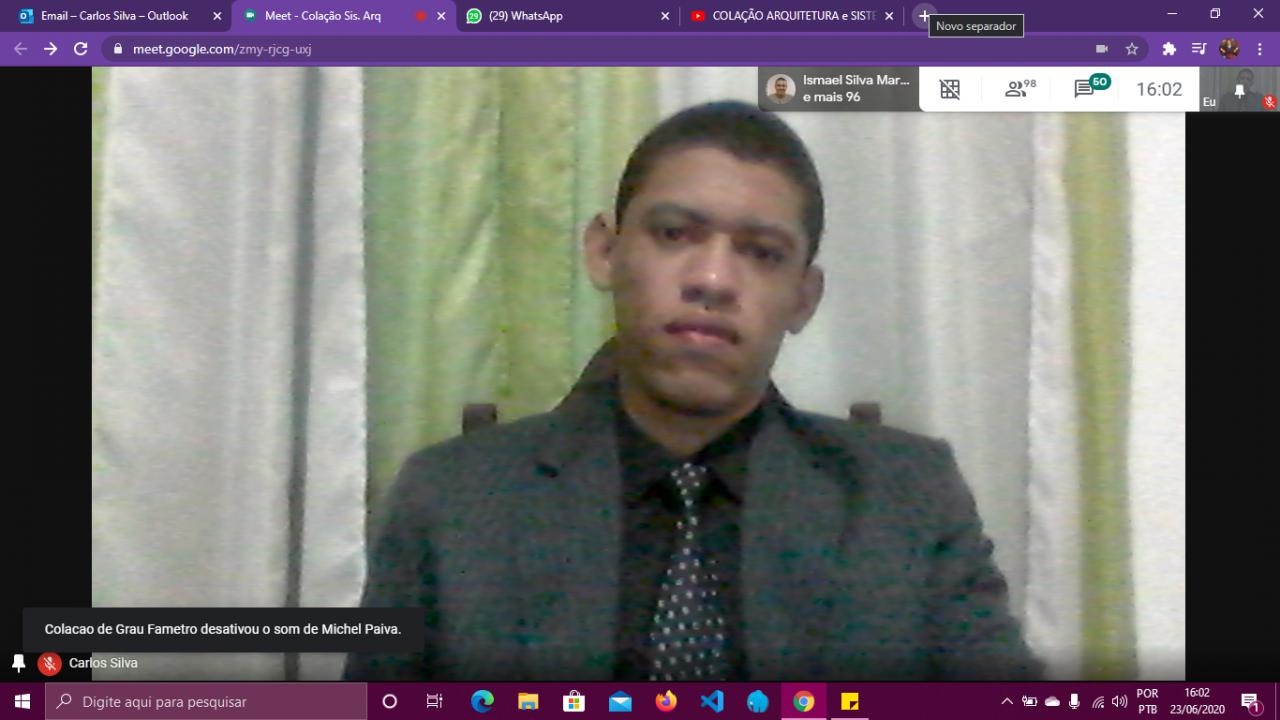 Email – Carlos Silva – Outlook
Meet - Colação Sis. Arq
29
(29) WhatsApp
COLAÇÃO ARQUITETURA e SISTE
Novo separador
meet.google.com/zmy-rjcg-uxj
Ismael Silva Mar...
e mais 96
98
50
16:02
Eu
Colacao de Grau Fametro desativou o som de Michel Paiva.
Carlos Silva
Digite aqui para pesquisar
POR
PTB
16:02
23/06/2020
1